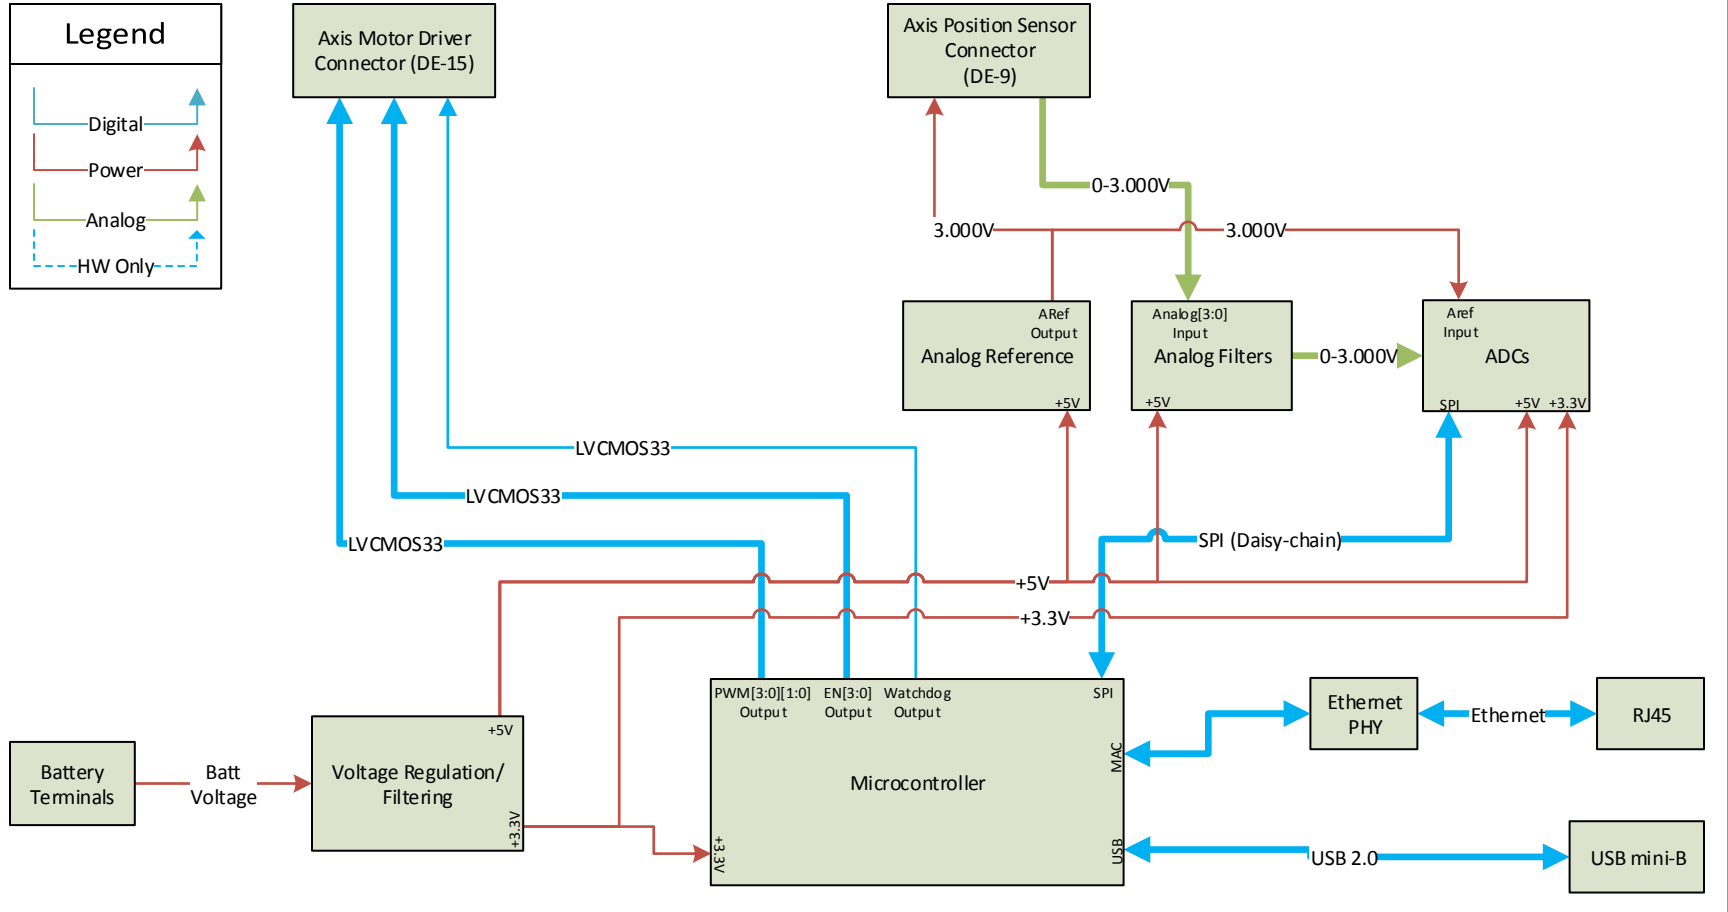 Legend
Digital
Power
Analog
HW Only
Axis Motor Driver
Connector (DE-15)
Axis Position Sensor
Connector
(DE-9)
0-3.000V
3.000V
3.000V
ARef
Output
Analog Reference
+5V
Analog[3:0]
Input
Analog Filters
+5V
0-3.000V
Aref
Input
ADCs
SPI
+5V
+3.3V
LVCMOS33
LVCMOS33
LVCMOS33
SPI (Daisy-chain)
+5V
+3.3V
Battery
Terminals
Batt
Voltage
+5V
Voltage Regulation/
Filtering
+3.3V
PWM[3:0][1:0]
Output
EN[3:0]
Output
Watchdog
Output
SPI
MAC
Microcontroller
+3.3V
USB
Ethernet
PHY
Ethernet
RJ45
USB 2.0
USB mini-B